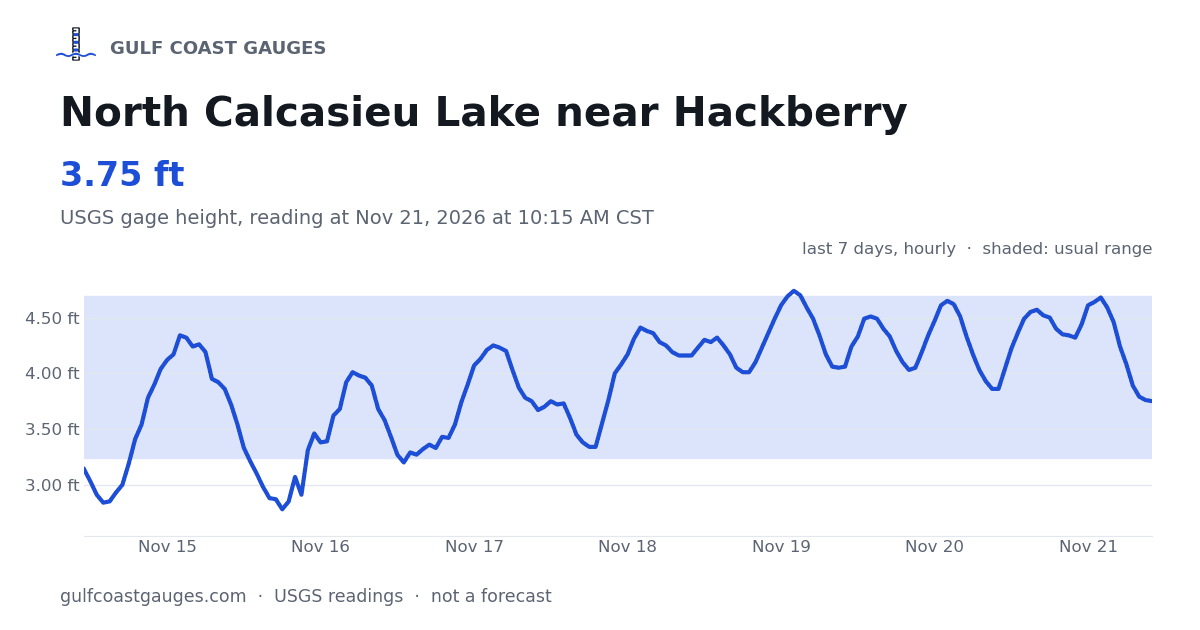 GULF COAST GAUGES
North Calcasieu Lake near Hackberry
3.75 ft
USGS gage height, reading at Nov 21, 2026 at 10:15 AM CST
last 7 days, hourly · shaded: usual range
4.50 ft
4.00 ft
3.50 ft
3.00 ft
Nov 15 Nov 16 Nov 17 Nov 18 Nov 19 Nov 20 Nov 21
gulfcoastgauges.com · USGS readings · not a forecast